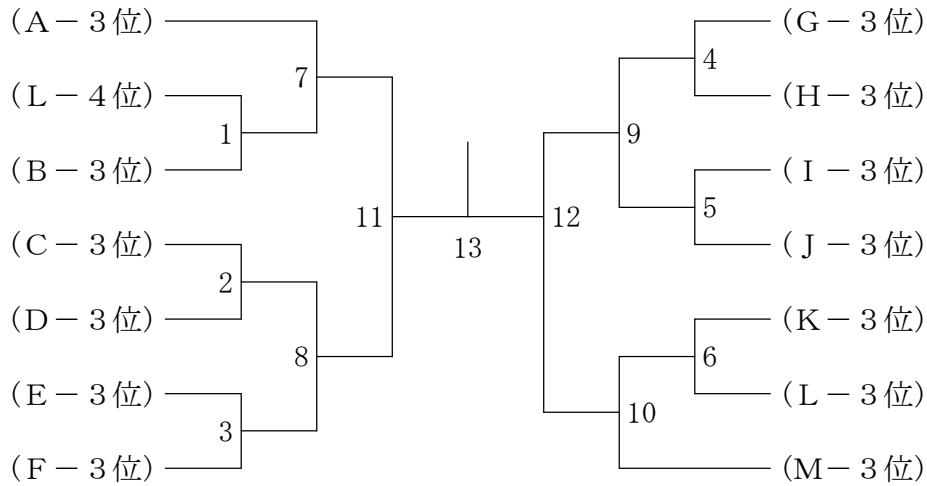 (A－3位)
(L－4位)
(B－3位)
(C－3位)
(D－3位)
(E－3位)
(F－3位)
7
1
2
8
3
11
13
12
9
4
5
6
10
(G－3位)
(H－3位)
(I－3位)
(J－3位)
(K－3位)
(L－3位)
(M－3位)